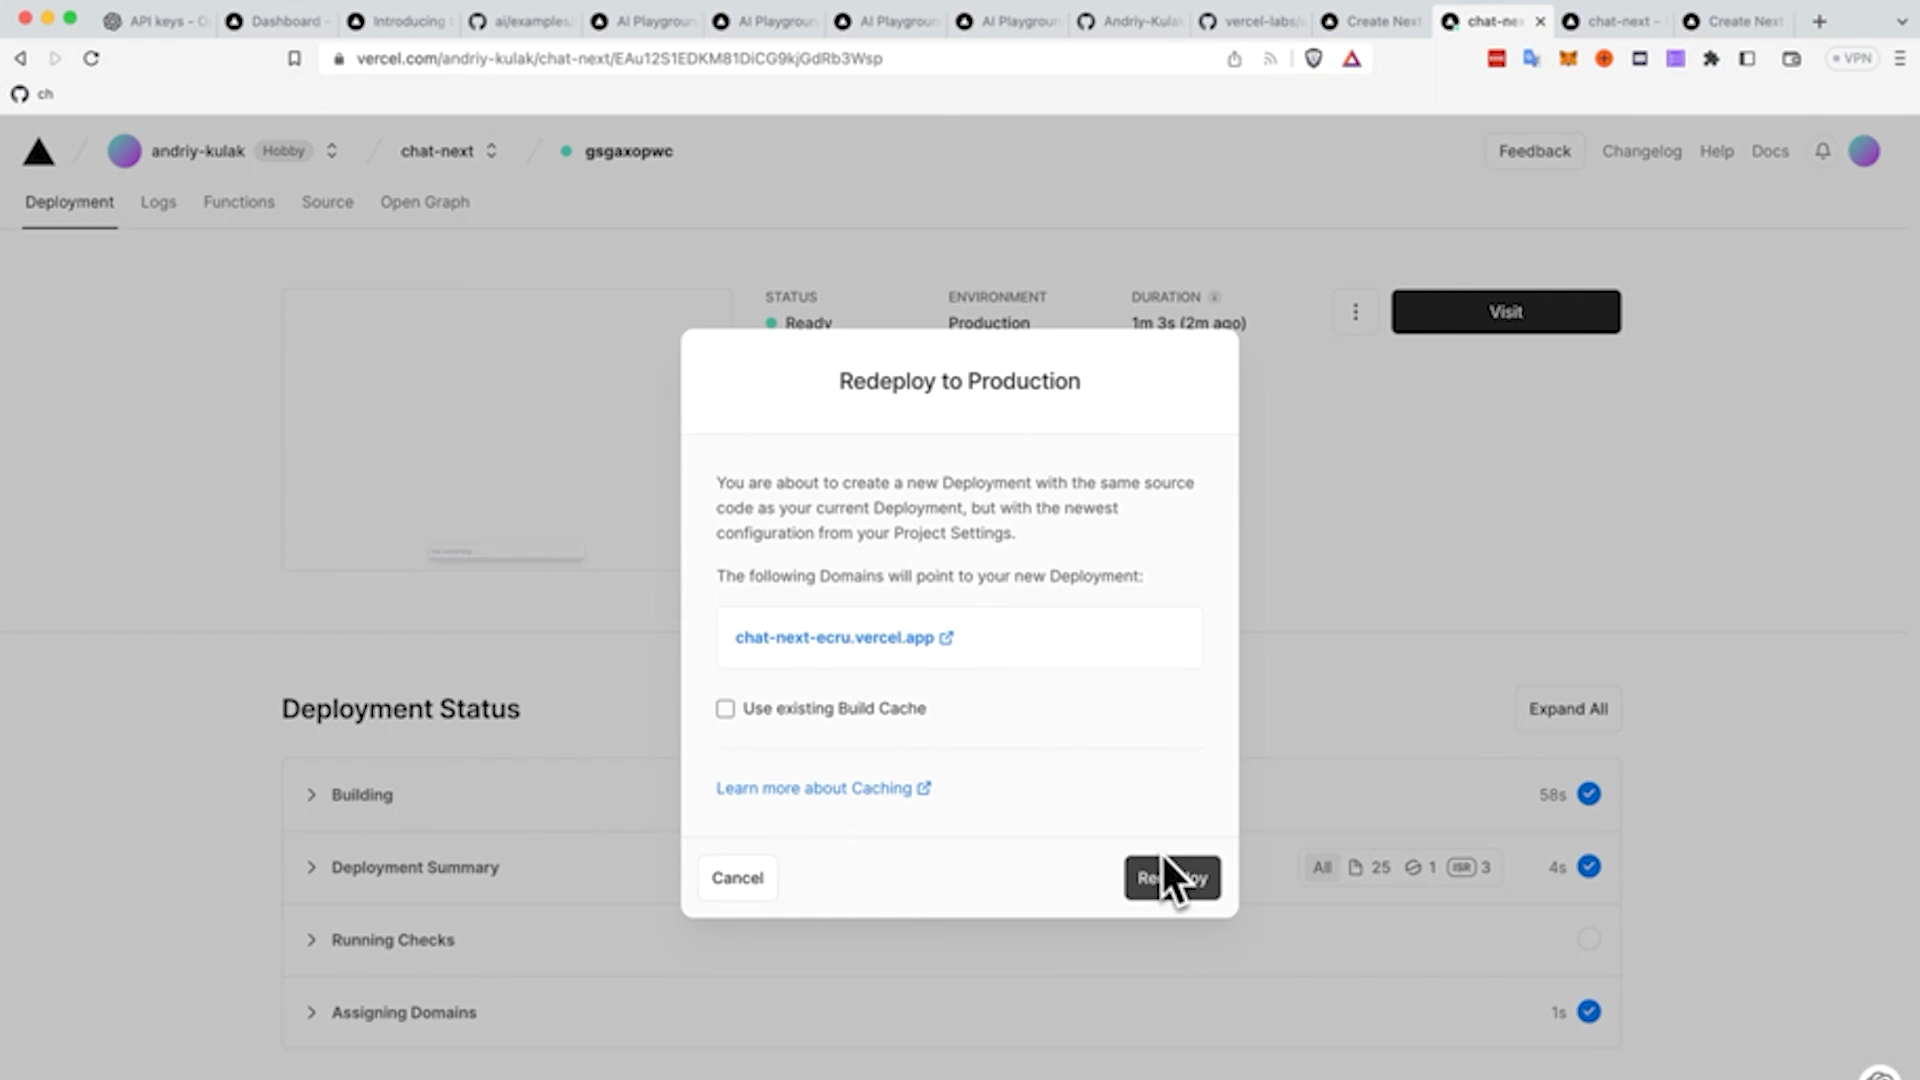 API keys - O
Dashboard -
Introducing
ai/examples/
AI Playgroun
AI Playgroun
AI Playgroun
AI Playgroun
Andriy-Kula
vercel-labs/
Create Next
chat-ne
chat-next -
Create Next
vercel.com/andriy-kulak/chat-next/EAu12S1EDKM81DiCG9kjGdRb3Wsp
VPN
ch
andriy-kulak Hobby / chat-next / gsgaxopwc
Feedback Changelog Help Docs
Deployment Logs Functions Source Open Graph
STATUS ENVIRONMENT DURATION
Ready Production 1m 3s (2m ago)
Visit
Redeploy to Production
You are about to create a new Deployment with the same source
code as your current Deployment, but with the newest
configuration from your Project Settings.
The following Domains will point to your new Deployment:
chat-next-ecru.vercel.app
Use existing Build Cache
Learn more about Caching
Cancel
Deployment Status
Expand All
Building 58s
Deployment Summary All 25 1 ISR 3 4s
Running Checks
Assigning Domains 1s